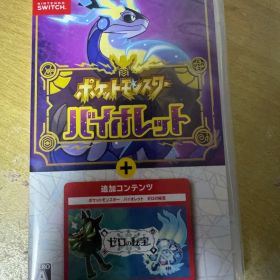 NINTENDO
SWITCH
ポケットモンスター
バイオレット
+
追加コンテンツ
ポケットモンスター バイオレット ゼロの秘宝
ゼロの秘宝